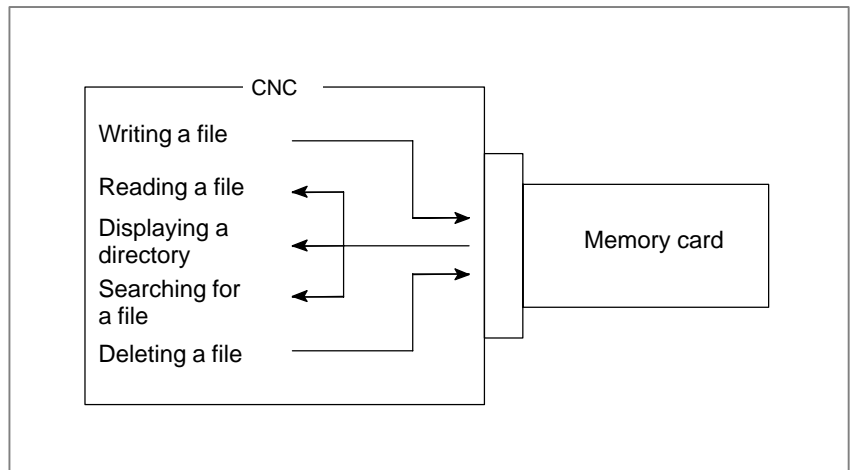 CNC
Writing a file
Reading a file
Displaying a
directory
Searching for
a file
Deleting a file
Memory card